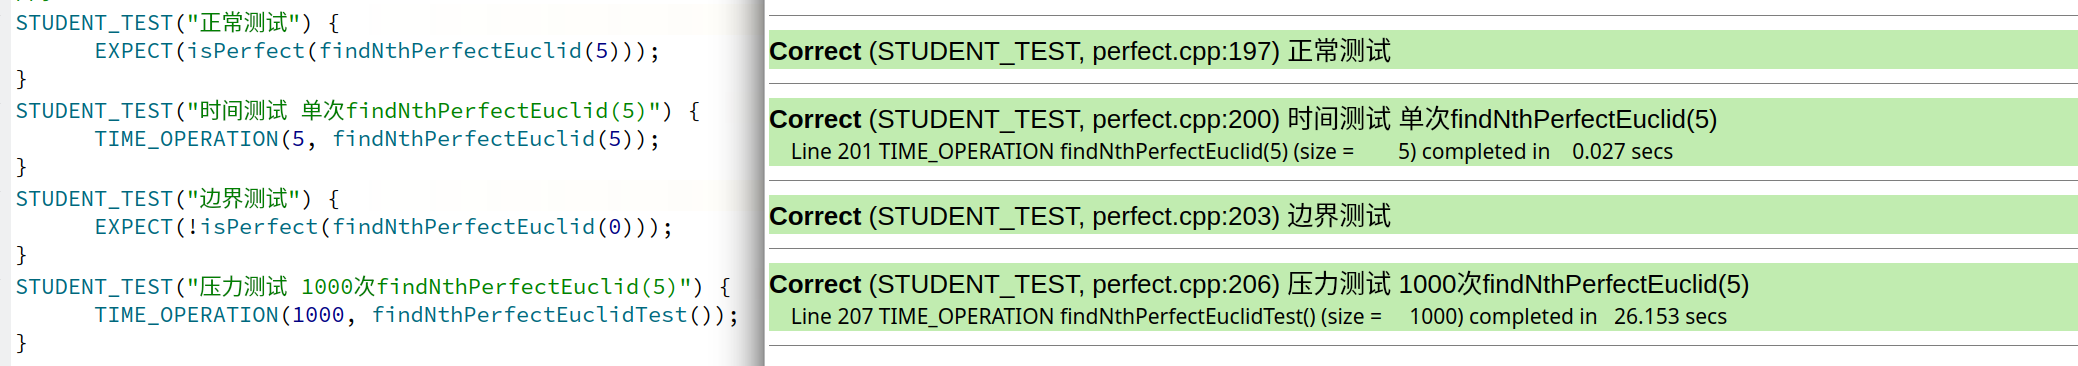 STUDENT_TEST("正常测试") {
EXPECT(isPerfect(findNthPerfectEuclid(5)));
}
STUDENT_TEST("时间测试 单次findNthPerfectEuclid(5)") {
TIME_OPERATION(5, findNthPerfectEuclid(5));
}
STUDENT_TEST("边界测试") {
EXPECT(!isPerfect(findNthPerfectEuclid(0)));
}
STUDENT_TEST("压力测试 1000次findNthPerfectEuclid(5)") {
TIME_OPERATION(1000, findNthPerfectEuclidTest());
}
Correct (STUDENT_TEST, perfect.cpp:197) 正常测试
Correct (STUDENT_TEST, perfect.cpp:200) 时间测试 单次findNthPerfectEuclid(5)
Line 201 TIME_OPERATION findNthPerfectEuclid(5) (size = 5) completed in 0.027 secs
Correct (STUDENT_TEST, perfect.cpp:203) 边界测试
Correct (STUDENT_TEST, perfect.cpp:206) 压力测试 1000次findNthPerfectEuclid(5)
Line 207 TIME_OPERATION findNthPerfectEuclidTest() (size = 1000) completed in 26.153 secs